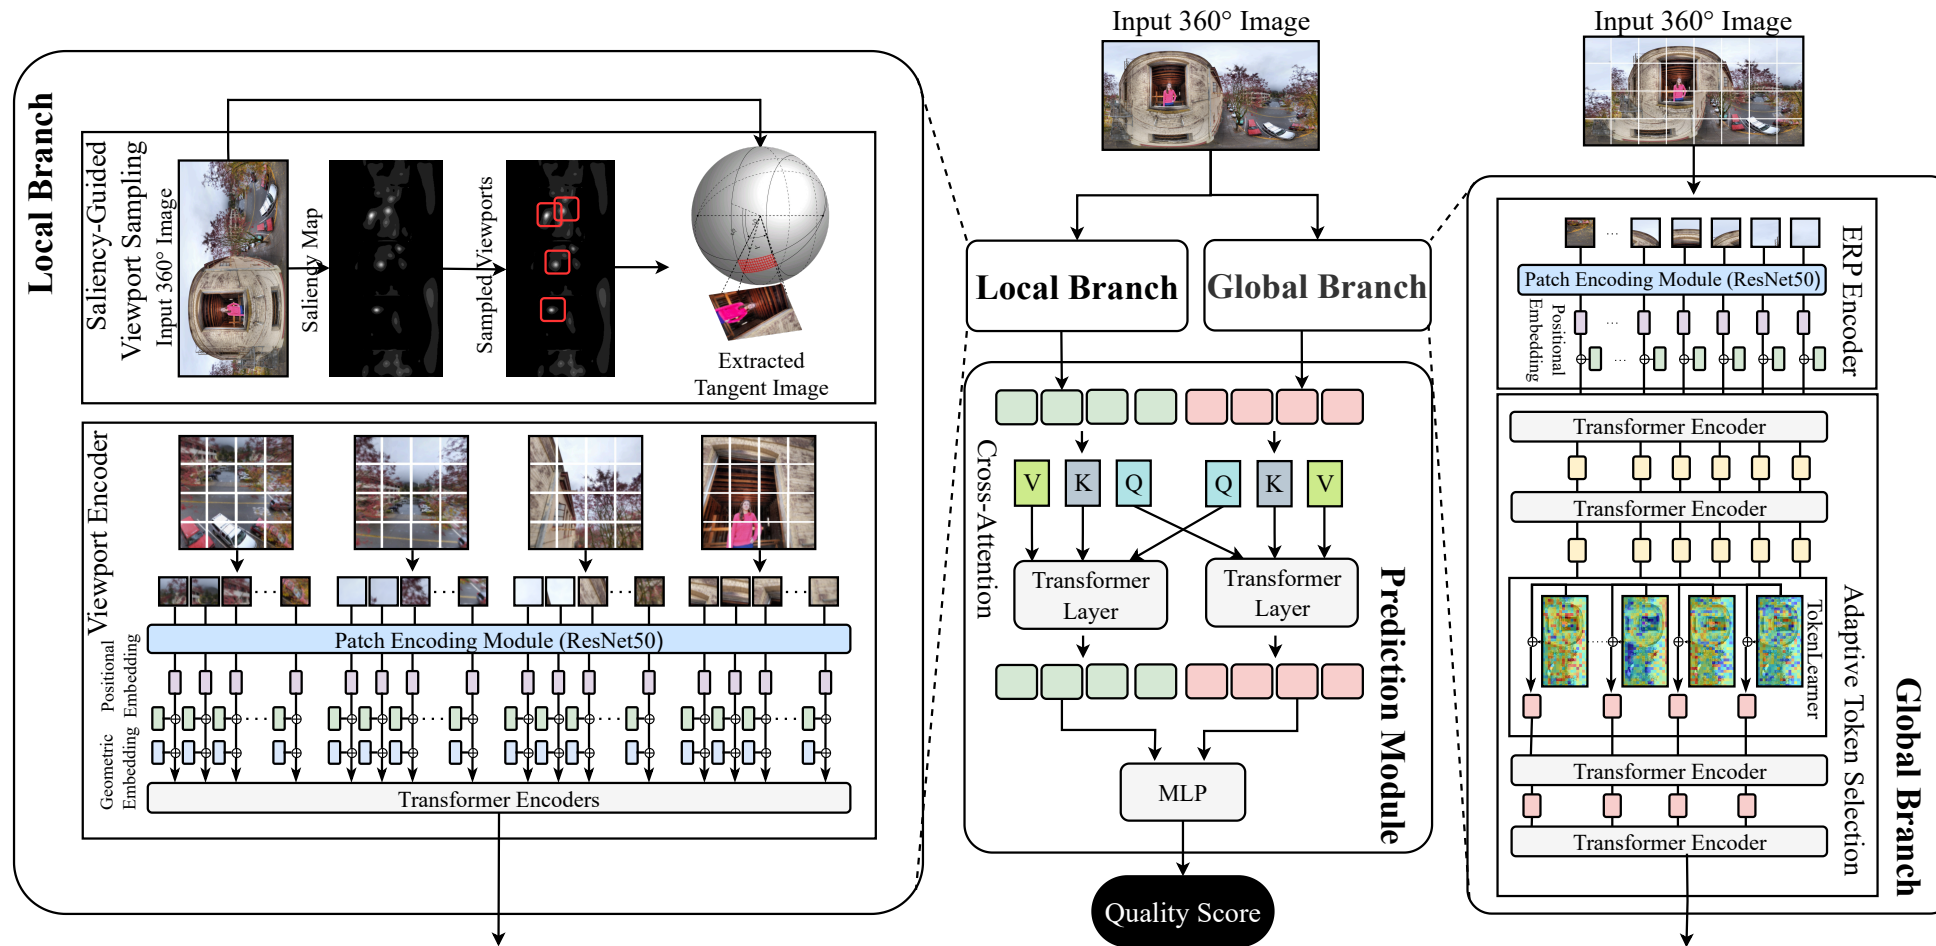 Local Branch
Saliency-Guided
Viewport Sampling
Input 360° Image
Saliency Map
Sampled Viewports
Extracted
Tangent Image
Viewport Encoder
Patch Encoding Module (ResNet50)
Positional
Embedding
Geometric
Embedding
Transformer Encoders
Input 360° Image
Local Branch
Global Branch
Cross-Attention
V
K
Q
Q
K
V
Transformer
Layer
Transformer
Layer
MLP
Prediction Module
Quality Score
Input 360° Image
ERP Encoder
Patch Encoding Module (ResNet50)
Positional
Embedding
Transformer Encoder
Transformer Encoder
TokenLearner
Adaptive Token Selection
Transformer Encoder
Transformer Encoder
Global Branch